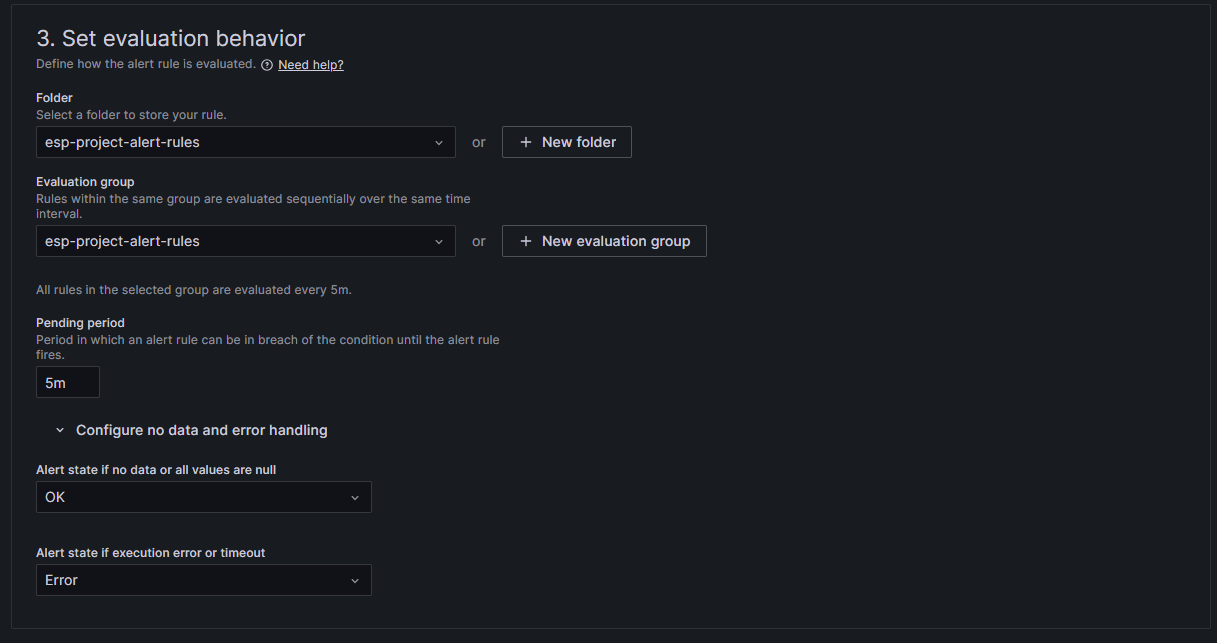 3. Set evaluation behavior
Define how the alert rule is evaluated. Need help?
Folder
Select a folder to store your rule.
esp-project-alert-rules or + New folder
Evaluation group
Rules within the same group are evaluated sequentially over the same time
interval.
esp-project-alert-rules or + New evaluation group
All rules in the selected group are evaluated every 5m.
Pending period
Period in which an alert rule can be in breach of the condition until the alert rule
fires.
5m
Configure no data and error handling
Alert state if no data or all values are null
OK
Alert state if execution error or timeout
Error